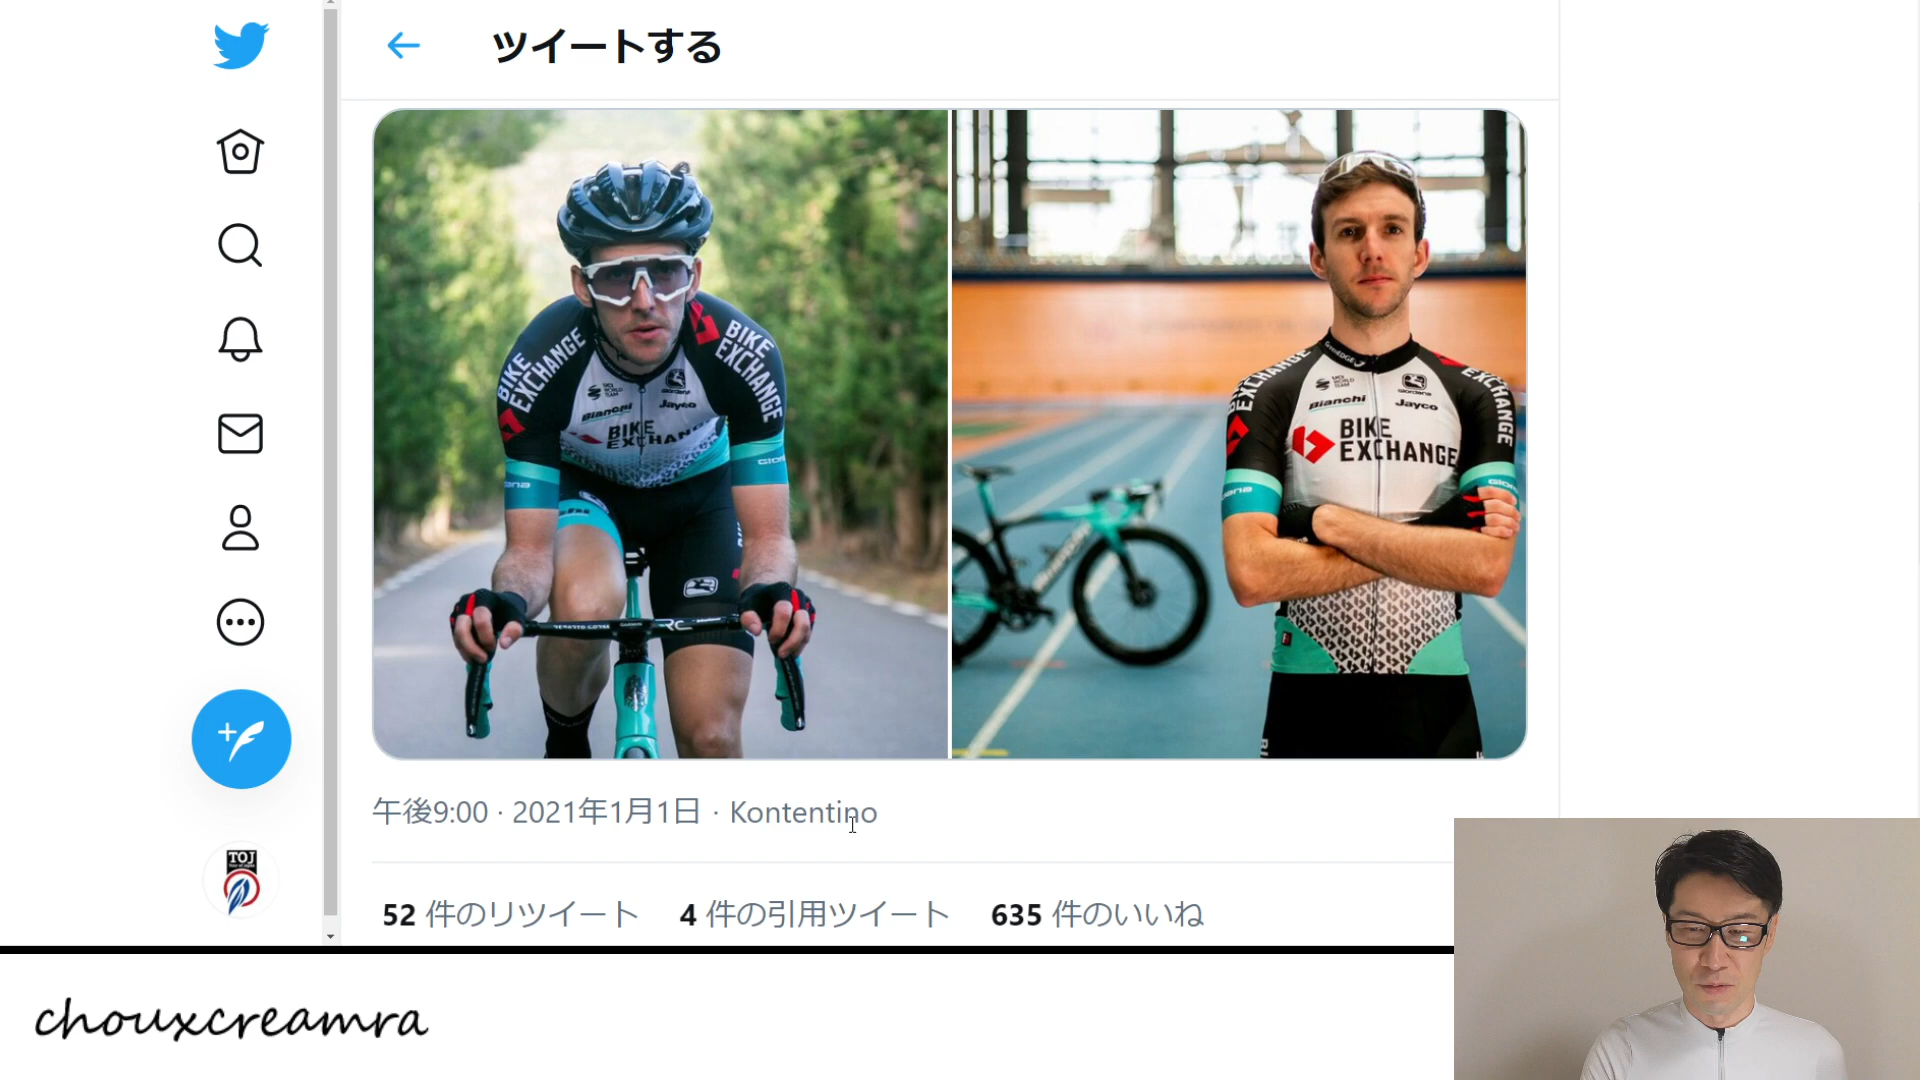 ツイートする
BIKE
EXCHANGE
BIKE
EXCHANGE
Bianchi
Jayco
BIKE
EXCHANGE
EXCHANGE
EXCHANGE
Bianchi
Jayco
BIKE
EXCHANGE
午後9:00 · 2021年1月1日 · Kontentino
52 件のリツイート 4 件の引用ツイート 635 件のいいね
TOJ
chouxcreamra